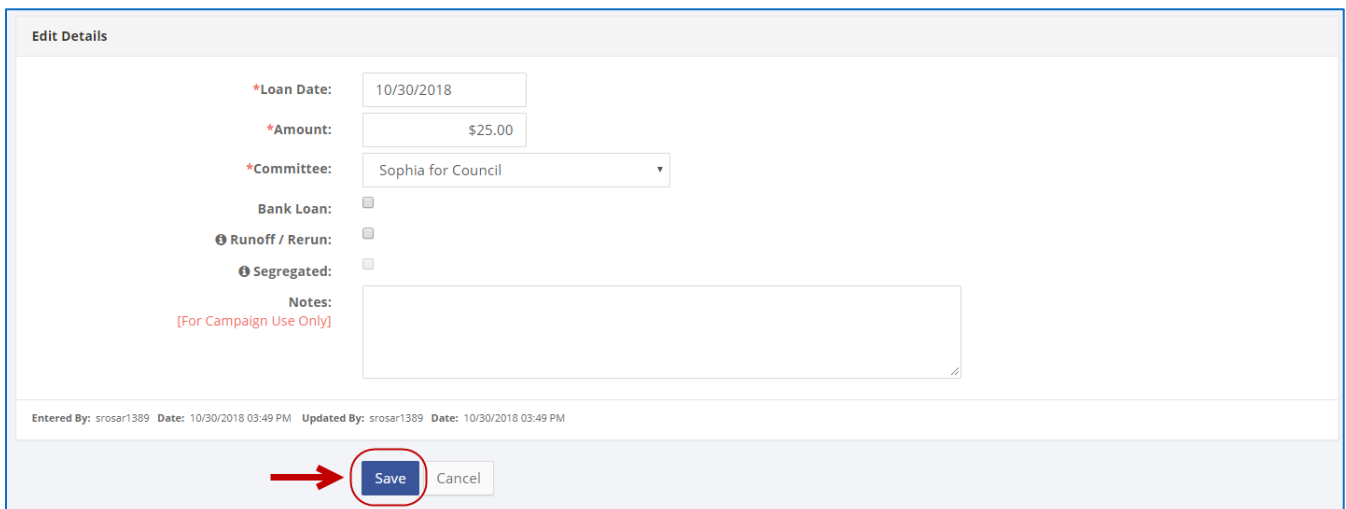 Edit Details
*Loan Date: 10/30/2018
*Amount: $25.00
*Committee: Sophia for Council
Bank Loan:
Runoff / Rerun:
Segregated:
Notes:
[For Campaign Use Only]
Entered By: srosar1389 Date: 10/30/2018 03:49 PM Updated By: srosar1389 Date: 10/30/2018 03:49 PM
Save Cancel